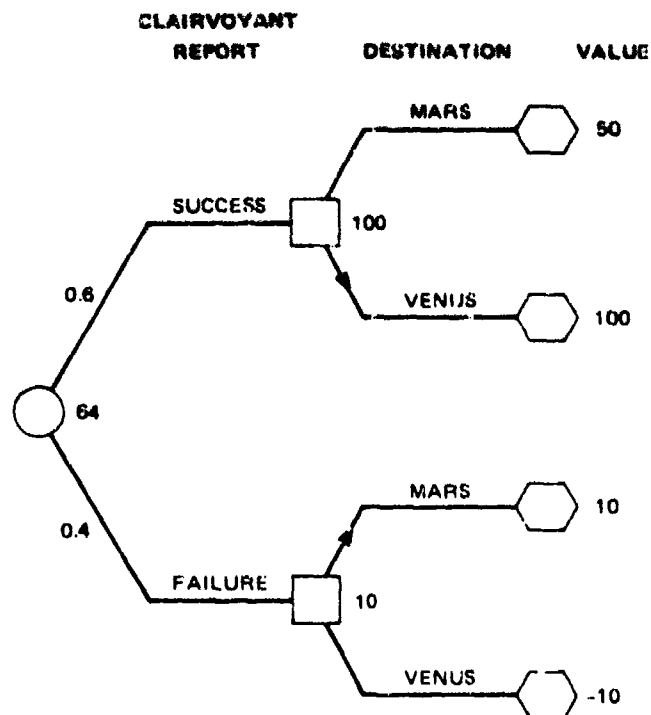 CLAIRVOYANT
REPORT DESTINATION VALUE
MARS 50
SUCCESS 100
0.6
VENUS 100
64
MARS 10
0.4
FAILURE 10
VENUS -10